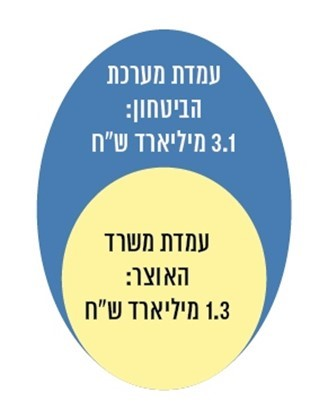 עמדת מערכת
הביטחון:
3.1 מיליארד ש"ח
עמדת משרד
האוצר:
1.3 מיליארד ש"ח